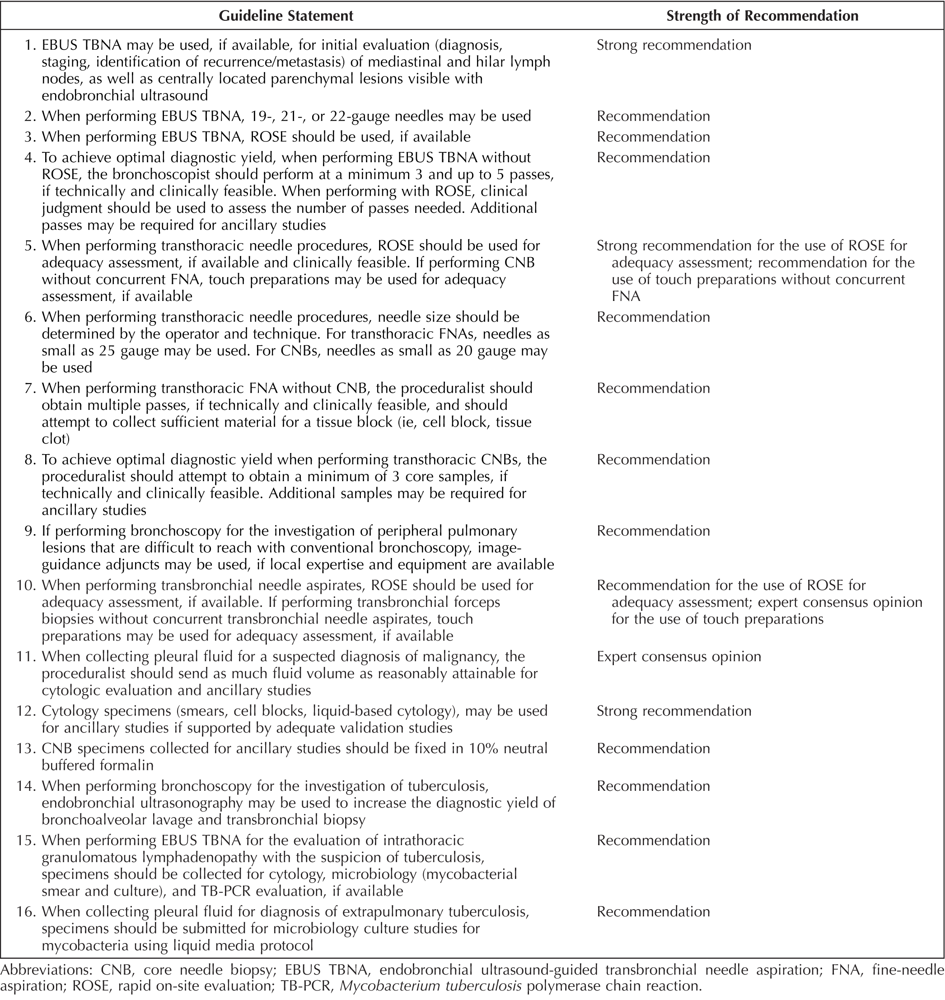 Guideline Statement Strength of Recommendation
1. EBUS TBNA may be used, if available, for initial evaluation (diagnosis, Strong recommendation
staging, identification of recurrence/metastasis) of mediastinal and hilar lymph
nodes, as well as centrally located parenchymal lesions visible with
endobronchial ultrasound
2. When performing EBUS TBNA, 19-, 21-, or 22-gauge needles may be used Recommendation
3. When performing EBUS TBNA, ROSE should be used, if available Recommendation
4. To achieve optimal diagnostic yield, when performing EBUS TBNA without Recommendation
ROSE, the bronchoscopist should perform at a minimum 3 and up to 5 passes,
if technically and clinically feasible. When performing with ROSE, clinical
judgment should be used to assess the number of passes needed. Additional
passes may be required for ancillary studies
5. When performing transthoracic needle procedures, ROSE should be used for Strong recommendation for the use of ROSE for
adequacy assessment, if available and clinically feasible. If performing CNB adequacy assessment; recommendation for the
without concurrent FNA, touch preparations may be used for adequacy use of touch preparations without concurrent
assessment, if available FNA
6. When performing transthoracic needle procedures, needle size should be Recommendation
determined by the operator and technique. For transthoracic FNAs, needles as
small as 25 gauge may be used. For CNBs, needles as small as 20 gauge may
be used
7. When performing transthoracic FNA without CNB, the proceduralist should Recommendation
obtain multiple passes, if technically and clinically feasible, and should
attempt to collect sufficient material for a tissue block (ie, cell block, tissue
clot)
8. To achieve optimal diagnostic yield when performing transthoracic CNBs, the Recommendation
proceduralist should attempt to obtain a minimum of 3 core samples, if
technically and clinically feasible. Additional samples may be required for
ancillary studies
9. If performing bronchoscopy for the investigation of peripheral pulmonary Recommendation
lesions that are difficult to reach with conventional bronchoscopy, image-
guidance adjuncts may be used, if local expertise and equipment are available
10. When performing transbronchial needle aspirates, ROSE should be used for Recommendation for the use of ROSE for
adequacy assessment, if available. If performing transbronchial forceps adequacy assessment; expert consensus opinion
biopsies without concurrent transbronchial needle aspirates, touch for the use of touch preparations
preparations may be used for adequacy assessment, if available
11. When collecting pleural fluid for a suspected diagnosis of malignancy, the Expert consensus opinion
proceduralist should send as much fluid volume as reasonably attainable for
cytologic evaluation and ancillary studies
12. Cytology specimens (smears, cell blocks, liquid-based cytology), may be used Strong recommendation
for ancillary studies if supported by adequate validation studies
13. CNB specimens collected for ancillary studies should be fixed in 10% neutral Recommendation
buffered formalin
14. When performing bronchoscopy for the investigation of tuberculosis, Recommendation
endobronchial ultrasonography may be used to increase the diagnostic yield of
bronchoalveolar lavage and transbronchial biopsy
15. When performing EBUS TBNA for the evaluation of intrathoracic Recommendation
granulomatous lymphadenopathy with the suspicion of tuberculosis,
specimens should be collected for cytology, microbiology (mycobacterial
smear and culture), and TB-PCR evaluation, if available
16. When collecting pleural fluid for diagnosis of extrapulmonary tuberculosis, Recommendation
specimens should be submitted for microbiology culture studies for
mycobacteria using liquid media protocol
Abbreviations: CNB, core needle biopsy; EBUS TBNA, endobronchial ultrasound-guided transbronchial needle aspiration; FNA, fine-needle
aspiration; ROSE, rapid on-site evaluation; TB-PCR, Mycobacterium tuberculosis polymerase chain reaction.